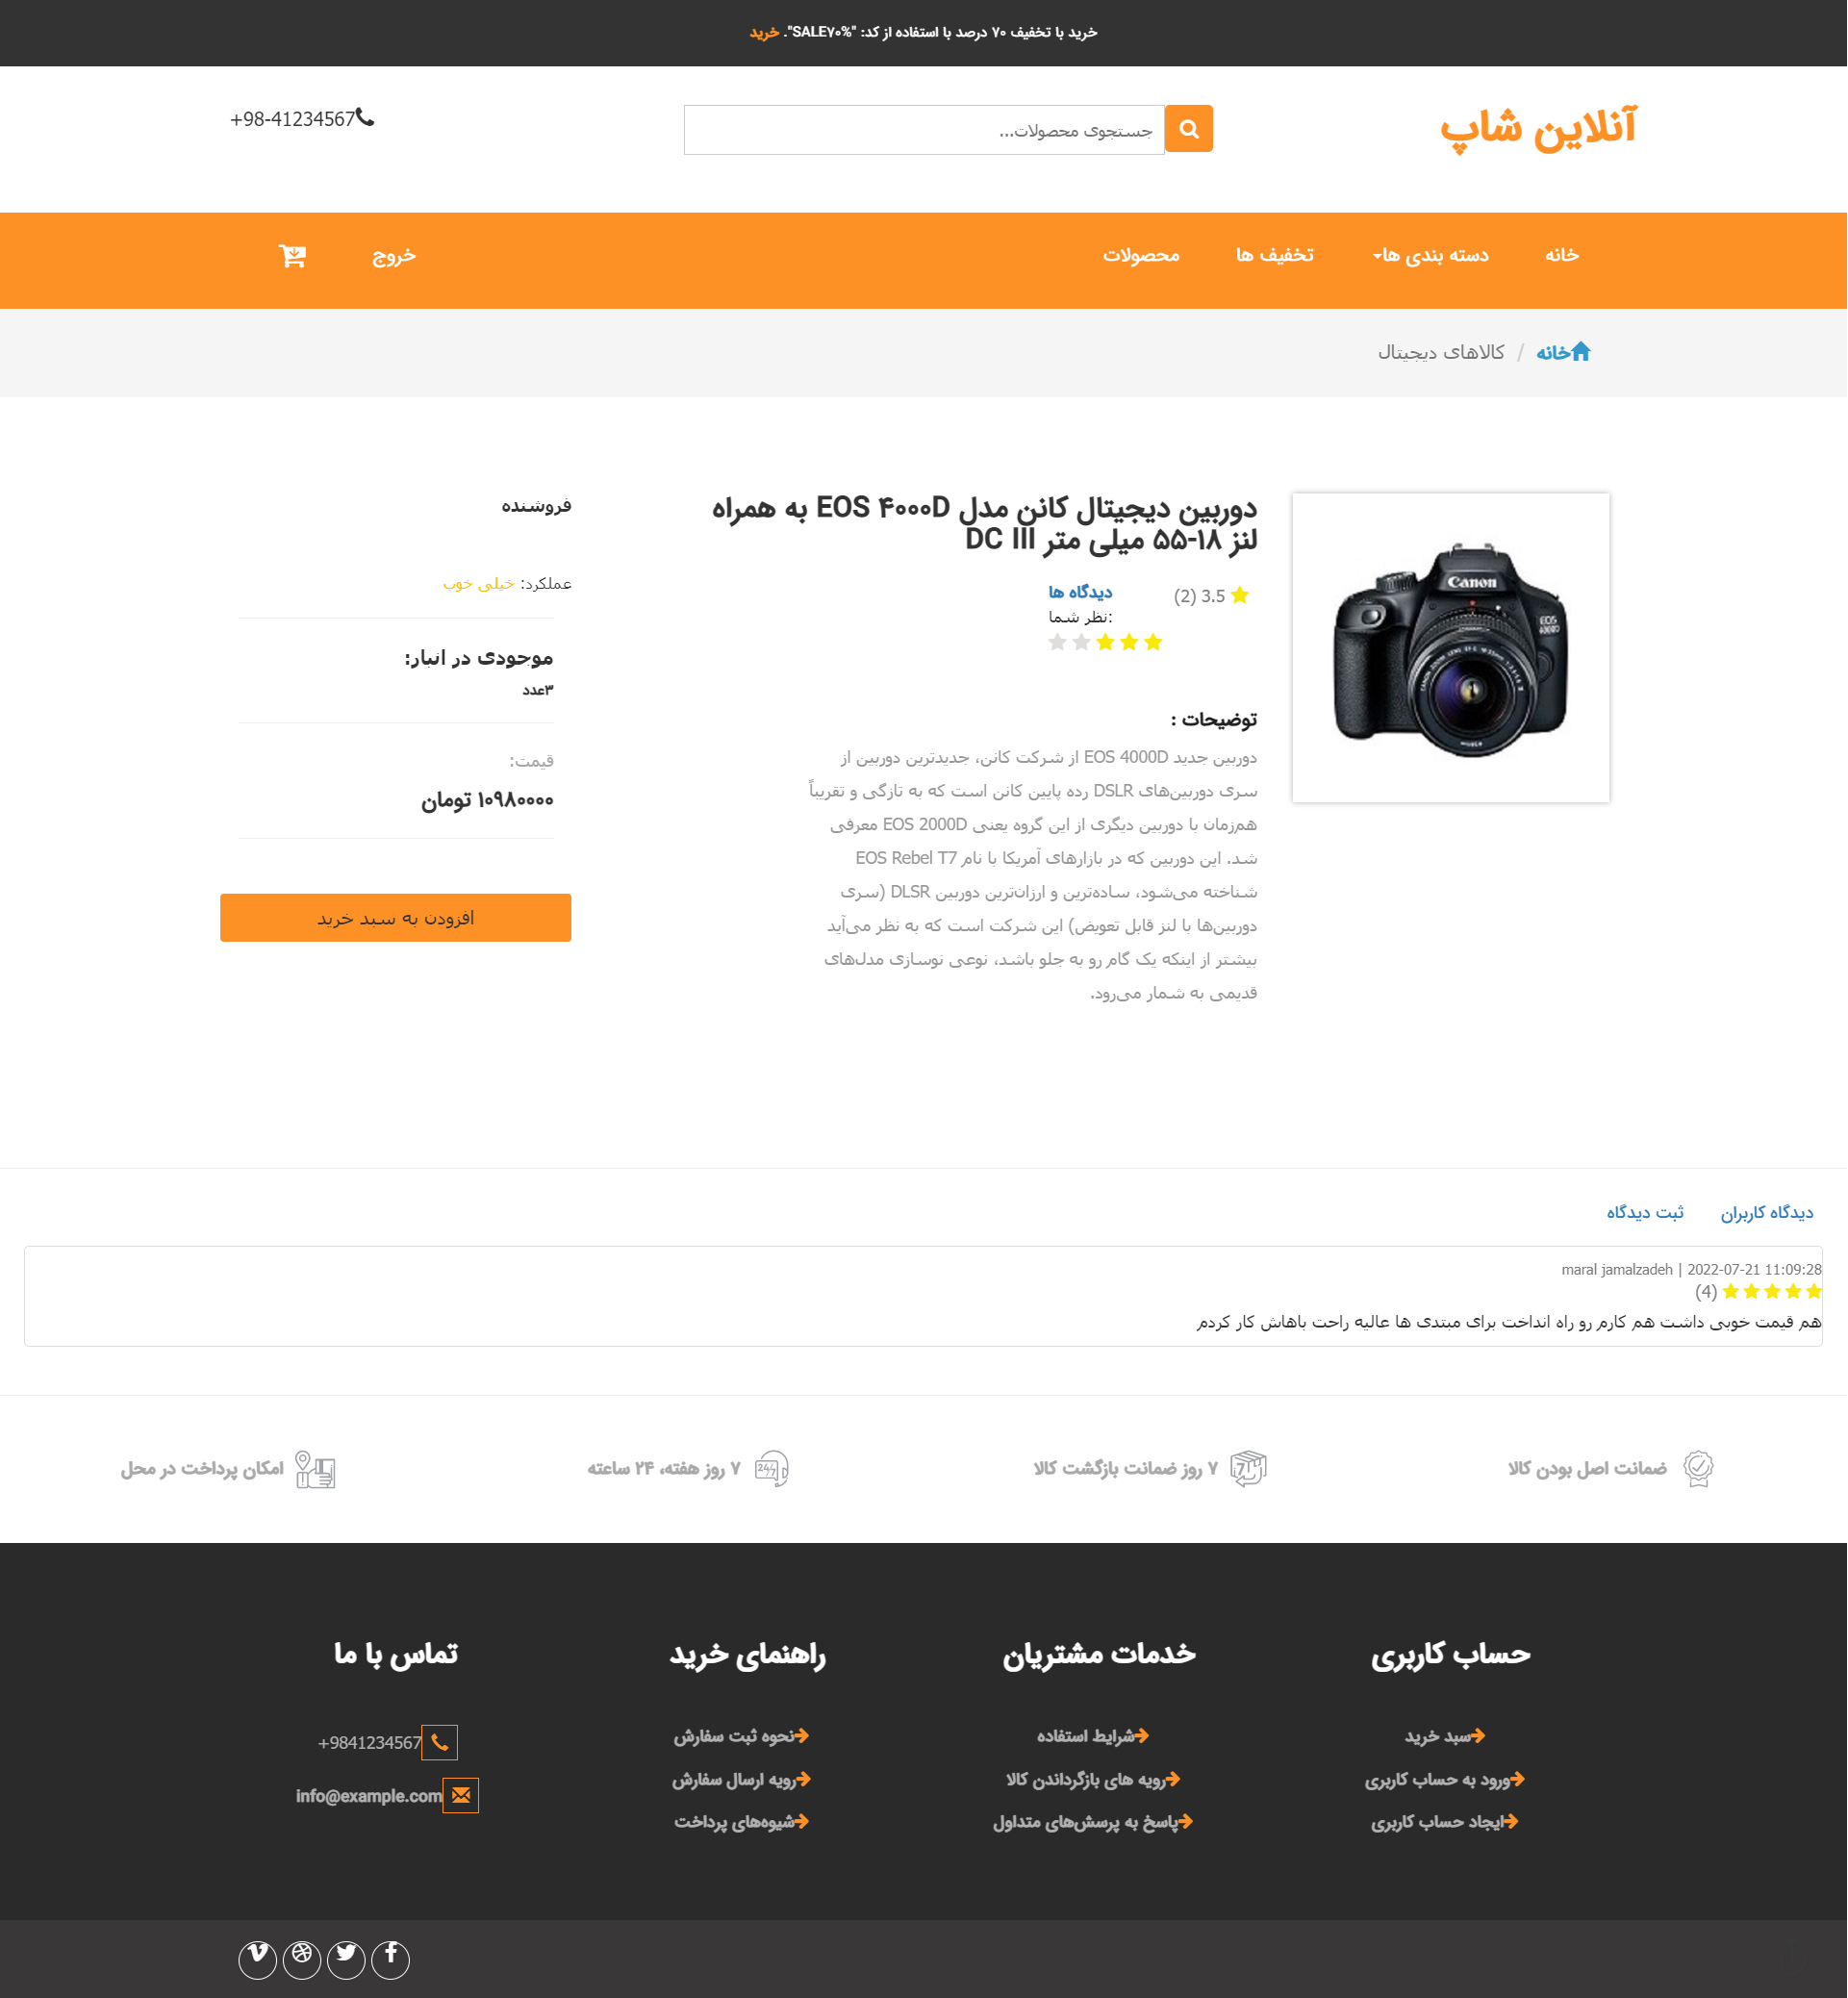 خرید با تخفیف ۷۰ درصد با استفاده از کد: "SALE۷۰%". خرید
آنلاین شاپ
جستجوی محصولات...
+98-41234567
خانه
دسته بندی ها
تخفیف ها
محصولات
خروج
خانه / کالاهای دیجیتال
Canon
EOS
دوربین دیجیتال کانن مدل EOS ۴۰۰۰D به همراه
لنز ۱۸-۵۵ میلی متر DC III
3.5 (2)
دیدگاه ها
نظر شما:
توضیحات :
دوربین جدید EOS 4000D از شرکت کانن، جدیدترین دوربین از
سری دوربین‌های DSLR رده پایین کانن است که به تازگی و تقریباً
هم‌زمان با دوربین دیگری از این گروه یعنی EOS 2000D معرفی
شد. این دوربین که در بازارهای آمریکا با نام EOS Rebel T7
شناخته می‌شود، ساده‌ترین و ارزان‌ترین دوربین DLSR (سری
دوربین‌ها با لنز قابل تعویض) این شرکت است که به نظر می‌آید
بیشتر از اینکه یک گام رو به جلو باشد، نوعی نوسازی مدل‌های
قدیمی به شمار می‌رود.
فروشنده
عملکرد: خیلی خوب
موجودی در انبار:
۳عدد
قیمت:
۱۰۹۸۰۰۰۰ تومان
افزودن به سبد خرید
دیدگاه کاربران
ثبت دیدگاه
maral jamalzadeh | 2022-07-21 11:09:28
(4)
هم قیمت خوبی داشت هم کارم رو راه انداخت برای مبتدی ها عالیه راحت باهاش کار کردم
ضمانت اصل بودن کالا
7
۷ روز ضمانت بازگشت کالا
24/7
۷ روز هفته، ۲۴ ساعته
امکان پرداخت در محل
حساب کاربری
سبد خرید
ورود به حساب کاربری
ایجاد حساب کاربری
خدمات مشتریان
شرایط استفاده
رویه های بازگرداندن کالا
پاسخ به پرسش‌های متداول
راهنمای خرید
نحوه ثبت سفارش
رویه ارسال سفارش
شیوه‌های پرداخت
تماس با ما
+9841234567
info@example.com